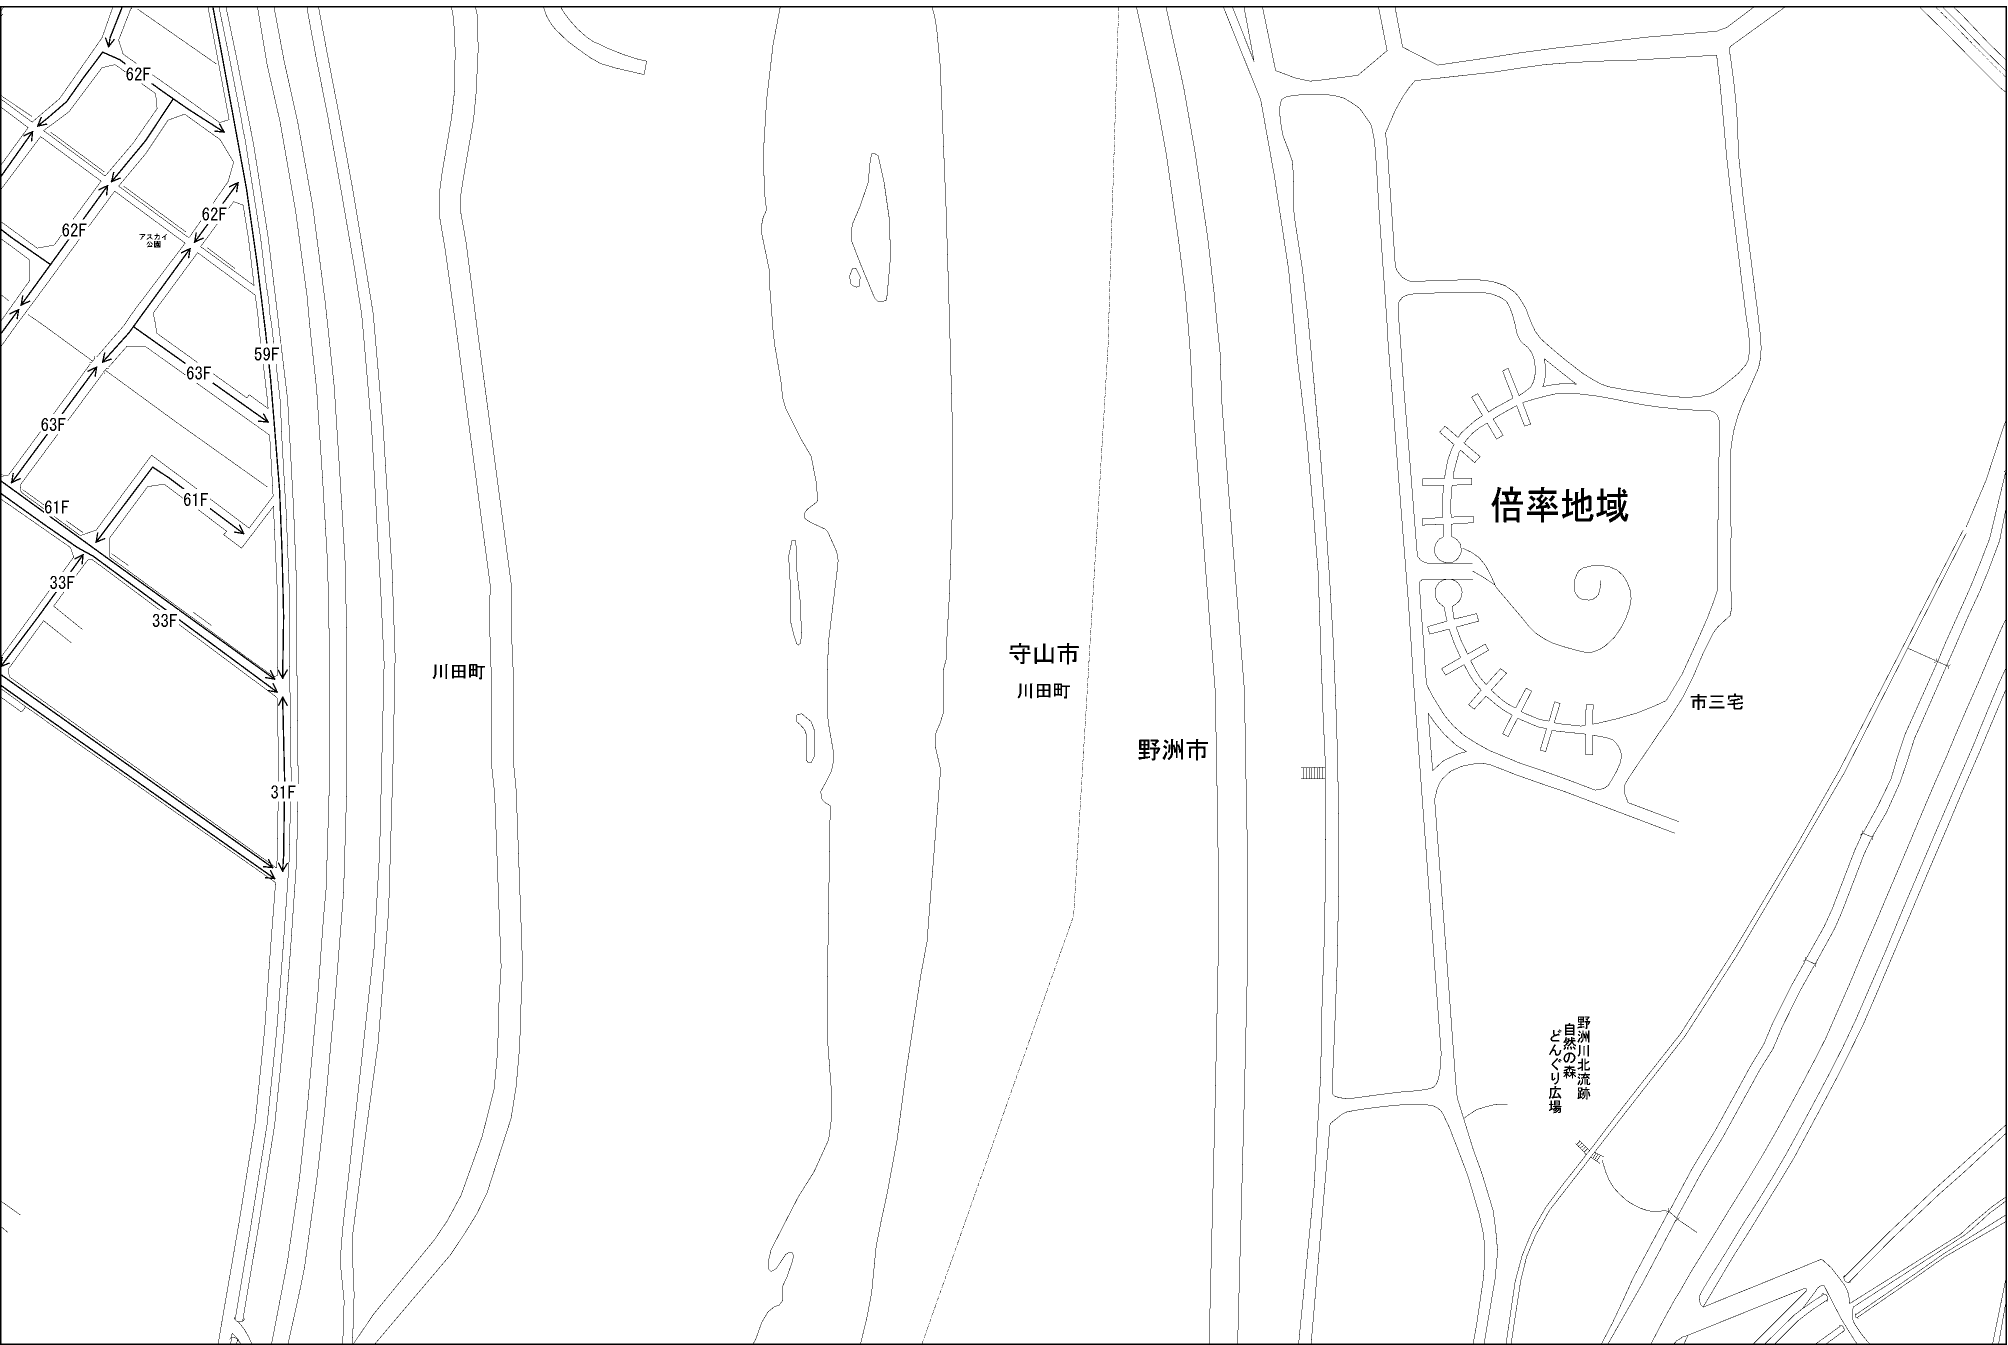 62F
62F
62F
アスカイ
公園
59F
63F
63F
61F
61F
33F
33F
31F
川田町
守山市
川田町
野洲市
倍率地域
市三宅
野洲川北流跡
自然の森
どんぐり広場